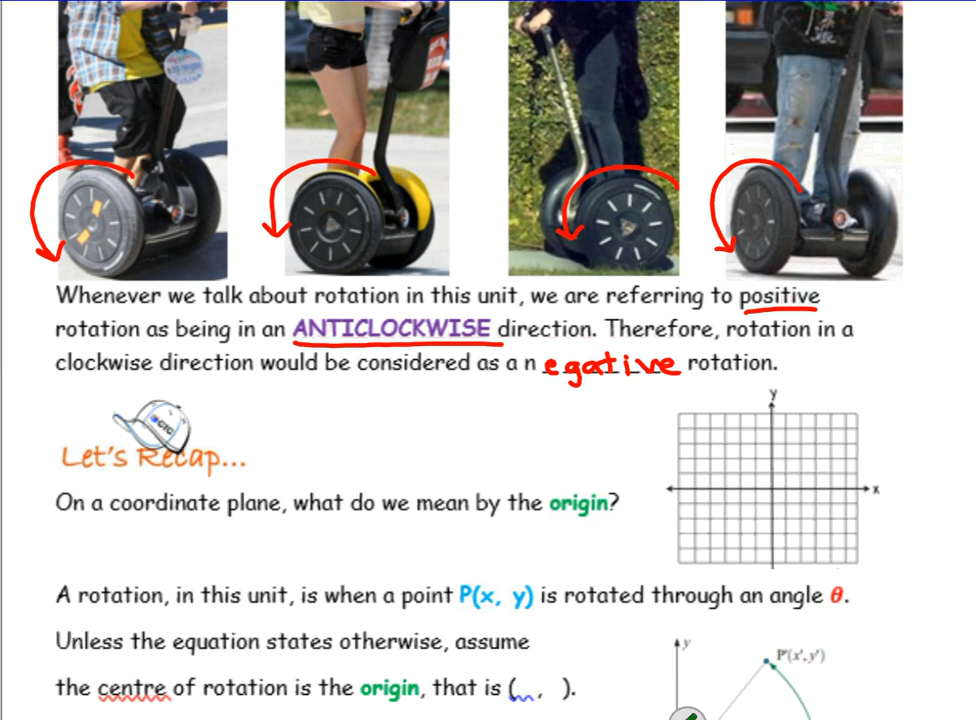 Whenever we talk about rotation in this unit, we are referring to positive
rotation as being in an ANTICLOCKWISE direction. Therefore, rotation in a
clockwise direction would be considered as a n egative rotation.
y
CTC
Let's Recap...
x
On a coordinate plane, what do we mean by the origin?
A rotation, in this unit, is when a point P(x, y) is rotated through an angle θ.
Unless the equation states otherwise, assume
y
P'(x', y')
the centre of rotation is the origin, that is ( , ).